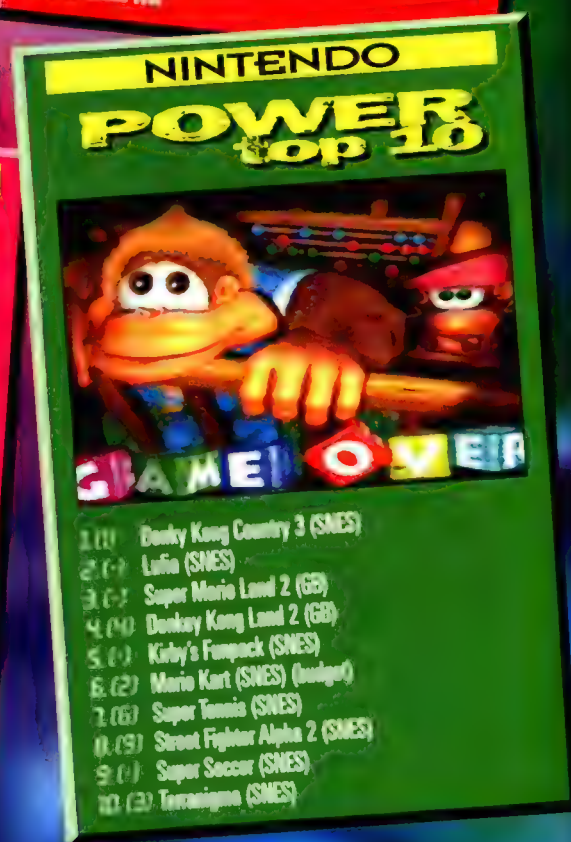 NINTENDO
POWER
top 10
GAME OVER
1.(1) Donky Kong Country 3 (SNES)
2.(-) Lufia (SNES)
3.(-) Super Mario Land 2 (GB)
4.(4) Donkey Kong Land 2 (GB)
5.(-) Kirby's Funpack (SNES)
6.(2) Mario Kart (SNES) (budget)
7.(6) Super Tennis (SNES)
8.(9) Street Fighter Alpha 2 (SNES)
9.(-) Super Soccer (SNES)
10.(3) Terranigma (SNES)